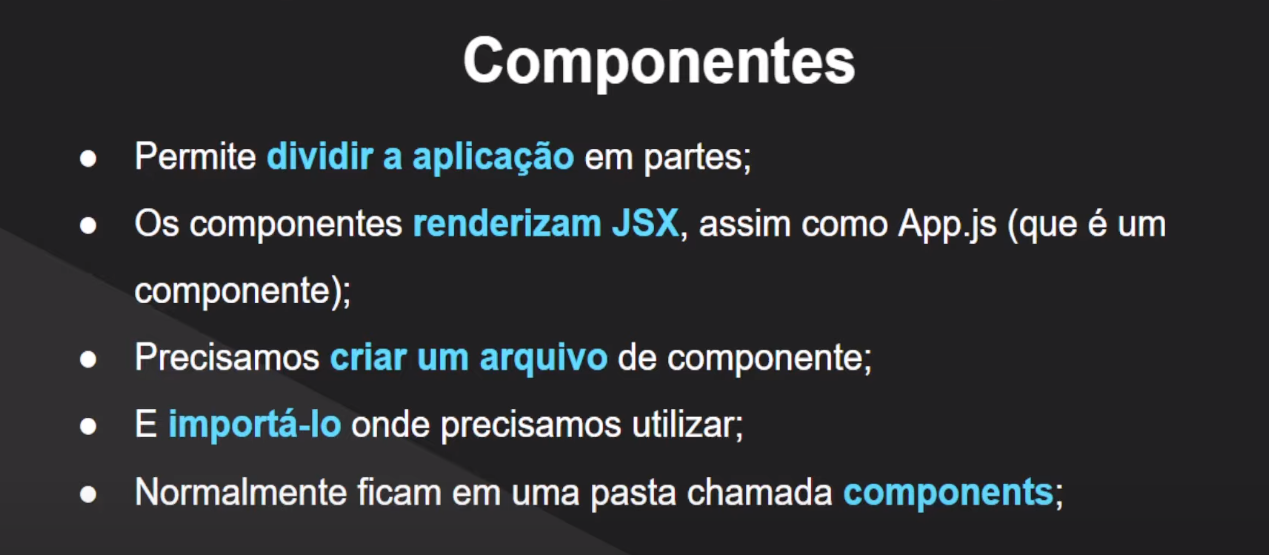 Componentes
● Permite dividir a aplicação em partes;
● Os componentes renderizam JSX, assim como App.js (que é um
componente);
● Precisamos criar um arquivo de componente;
● E importá-lo onde precisamos utilizar;
● Normalmente ficam em uma pasta chamada components;